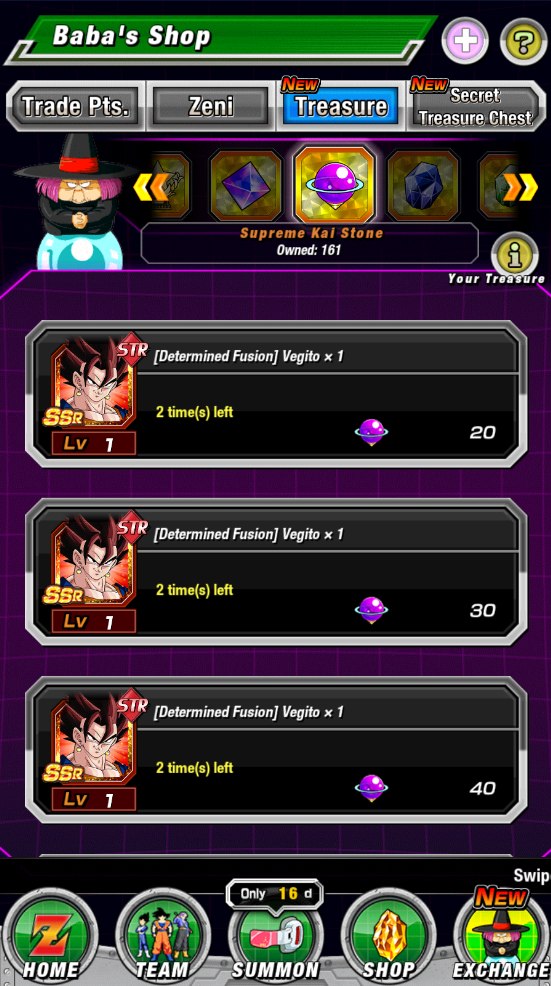 Baba's Shop
?
Trade Pts.
Zeni
New
Treasure
New
Secret
Treasure Chest
Supreme Kai Stone
Owned: 161
i
Your Treasure
STR
[Determined Fusion] Vegito × 1
SSR
2 time(s) left
20
Lv 1
STR
[Determined Fusion] Vegito × 1
SSR
2 time(s) left
30
Lv 1
STR
[Determined Fusion] Vegito × 1
SSR
2 time(s) left
40
Lv 1
Swip
Only 16 d
New
Z
HOME
TEAM
SUMMON
SHOP
EXCHANGE